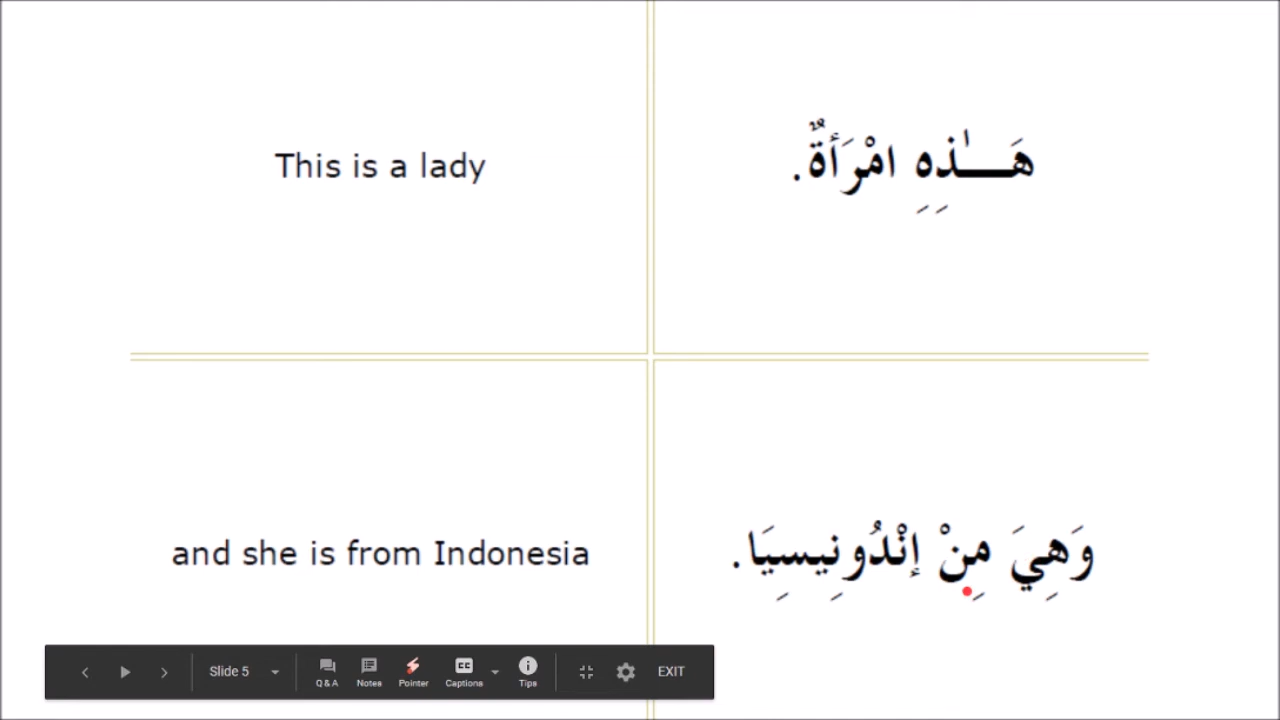 This is a lady
هَـــٰذِهِ امْرَأَةٌ.
and she is from Indonesia
وَهِيَ مِنْ إِنْدُونِيسِيَا.
Slide 5
Q&A Notes Pointer CC Captions Tips EXIT